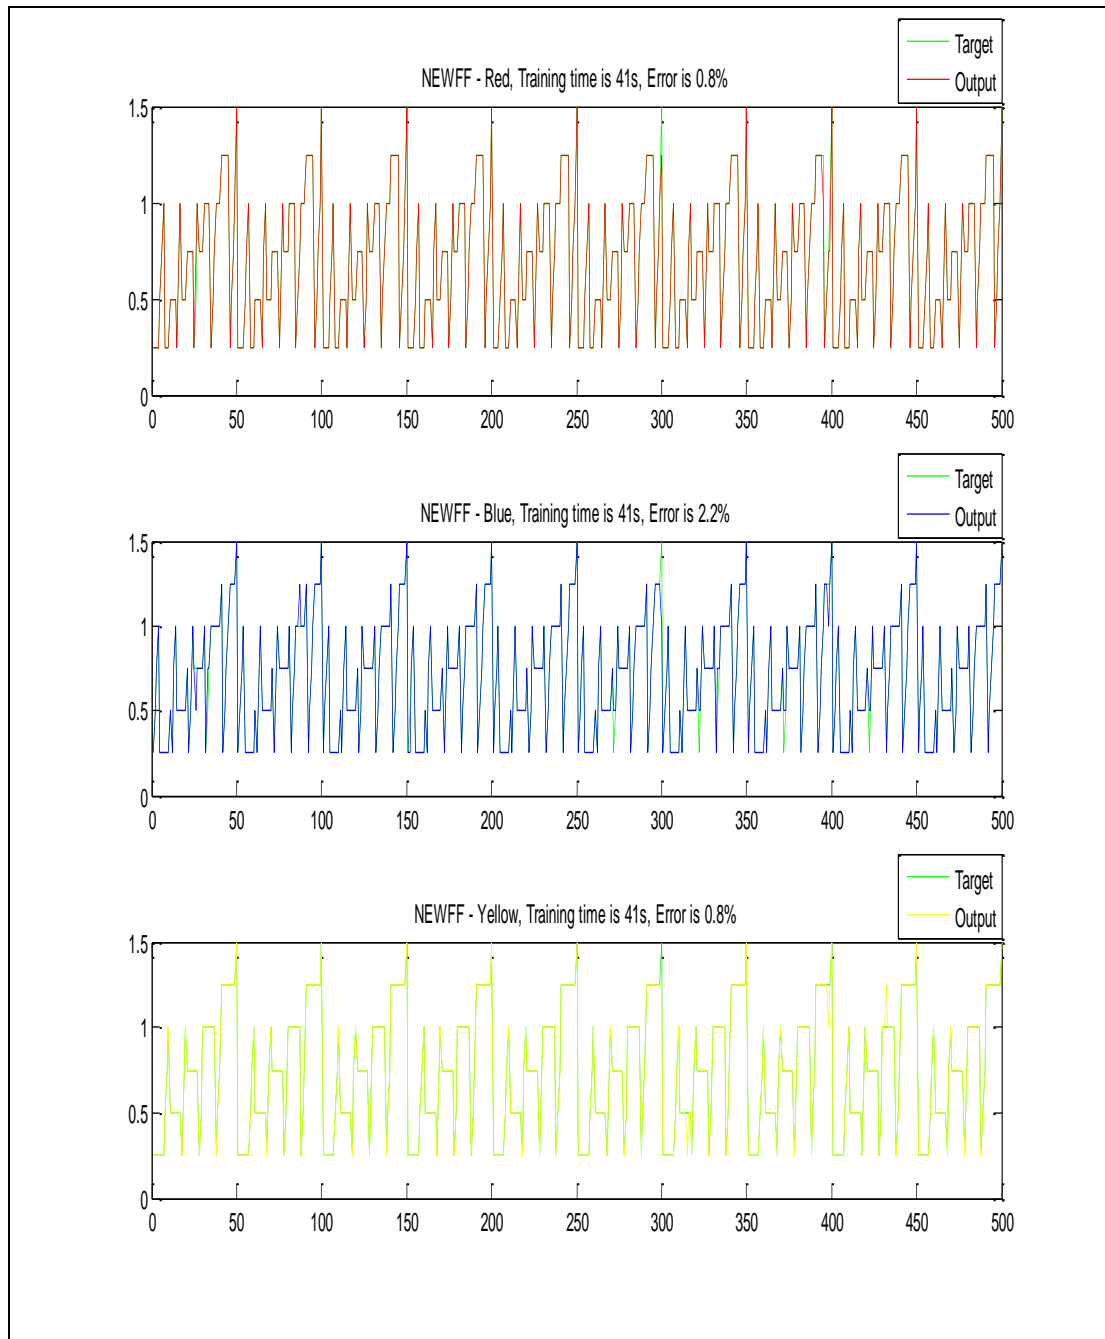 Target
Output
NEWFF - Red, Training time is 41s, Error is 0.8%
1.5
1
0.5
0
0 50 100 150 200 250 300 350 400 450 500
Target
Output
NEWFF - Blue, Training time is 41s, Error is 2.2%
1.5
1
0.5
0
0 50 100 150 200 250 300 350 400 450 500
Target
Output
NEWFF - Yellow, Training time is 41s, Error is 0.8%
1.5
1
0.5
0
0 50 100 150 200 250 300 350 400 450 500